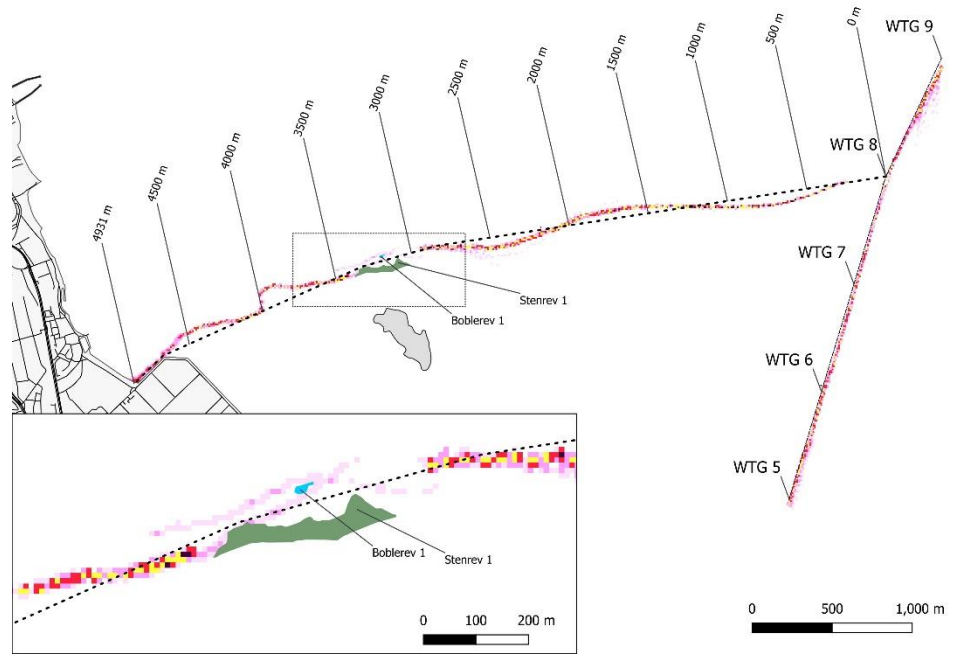 WTG 9
0 m
500 m
1000 m
1500 m
2000 m
2500 m
3000 m
3500 m
4000 m
4500 m
4931 m
WTG 8
WTG 7
Stenrev 1
Boblerev 1
WTG 6
WTG 5
Boblerev 1
Stenrev 1
0 100 200 m
0 500 1,000 m